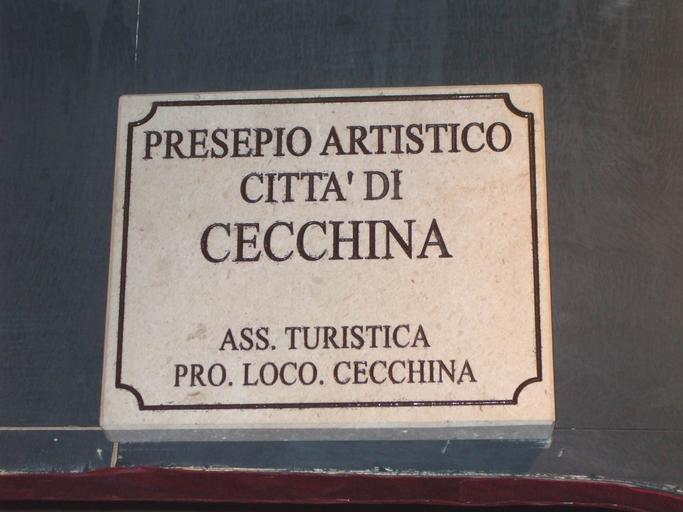 PRESEPIO ARTISTICO
CITTA' DI
CECCHINA
ASS. TURISTICA
PRO. LOCO. CECCHINA